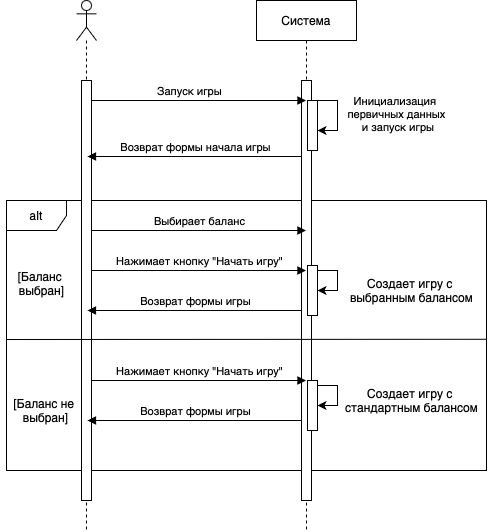 Система
Запуск игры
Инициализация
первичных данных
и запуск игры
Возврат формы начала игры
alt
Выбирает баланс
[Баланс
выбран]
Нажимает кнопку "Начать игру"
Создает игру с
выбранным балансом
Возврат формы игры
Нажимает кнопку "Начать игру"
[Баланс не
выбран]
Создает игру с
стандартным балансом
Возврат формы игры